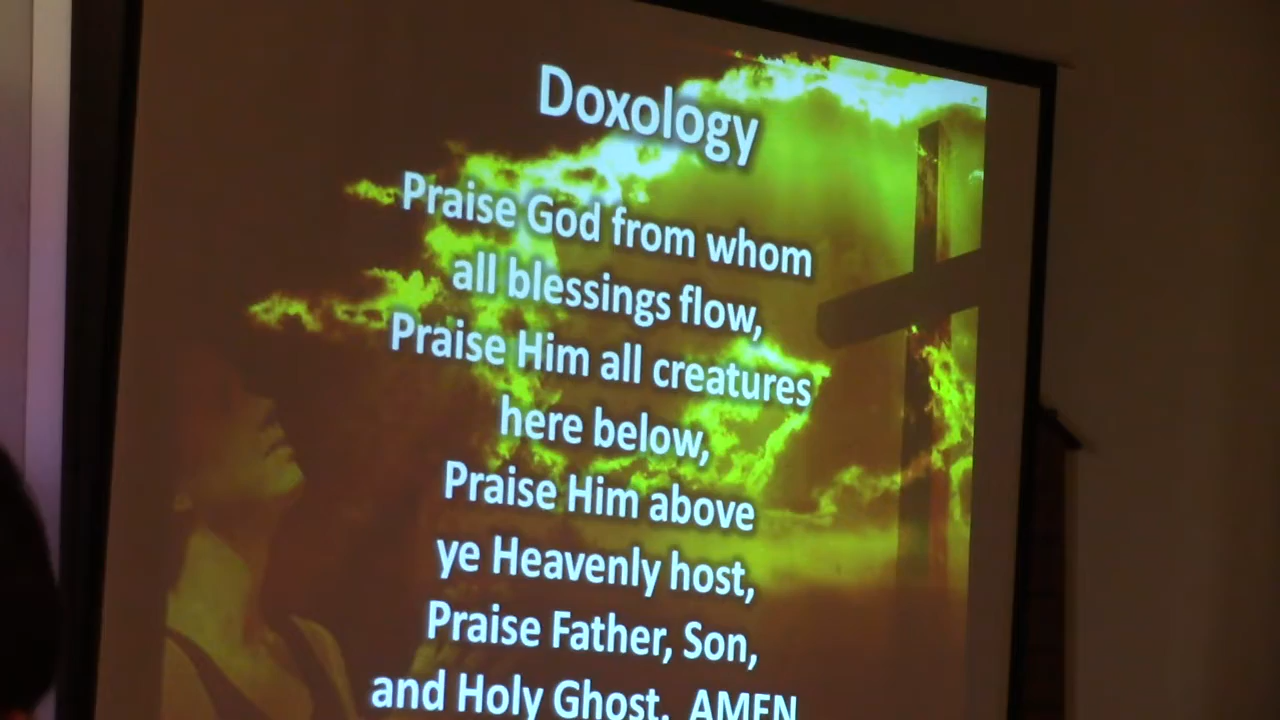 Doxology
Praise God from whom
all blessings flow,
Praise Him all creatures
here below,
Praise Him above
ye Heavenly host,
Praise Father, Son,
and Holy Ghost. AMEN